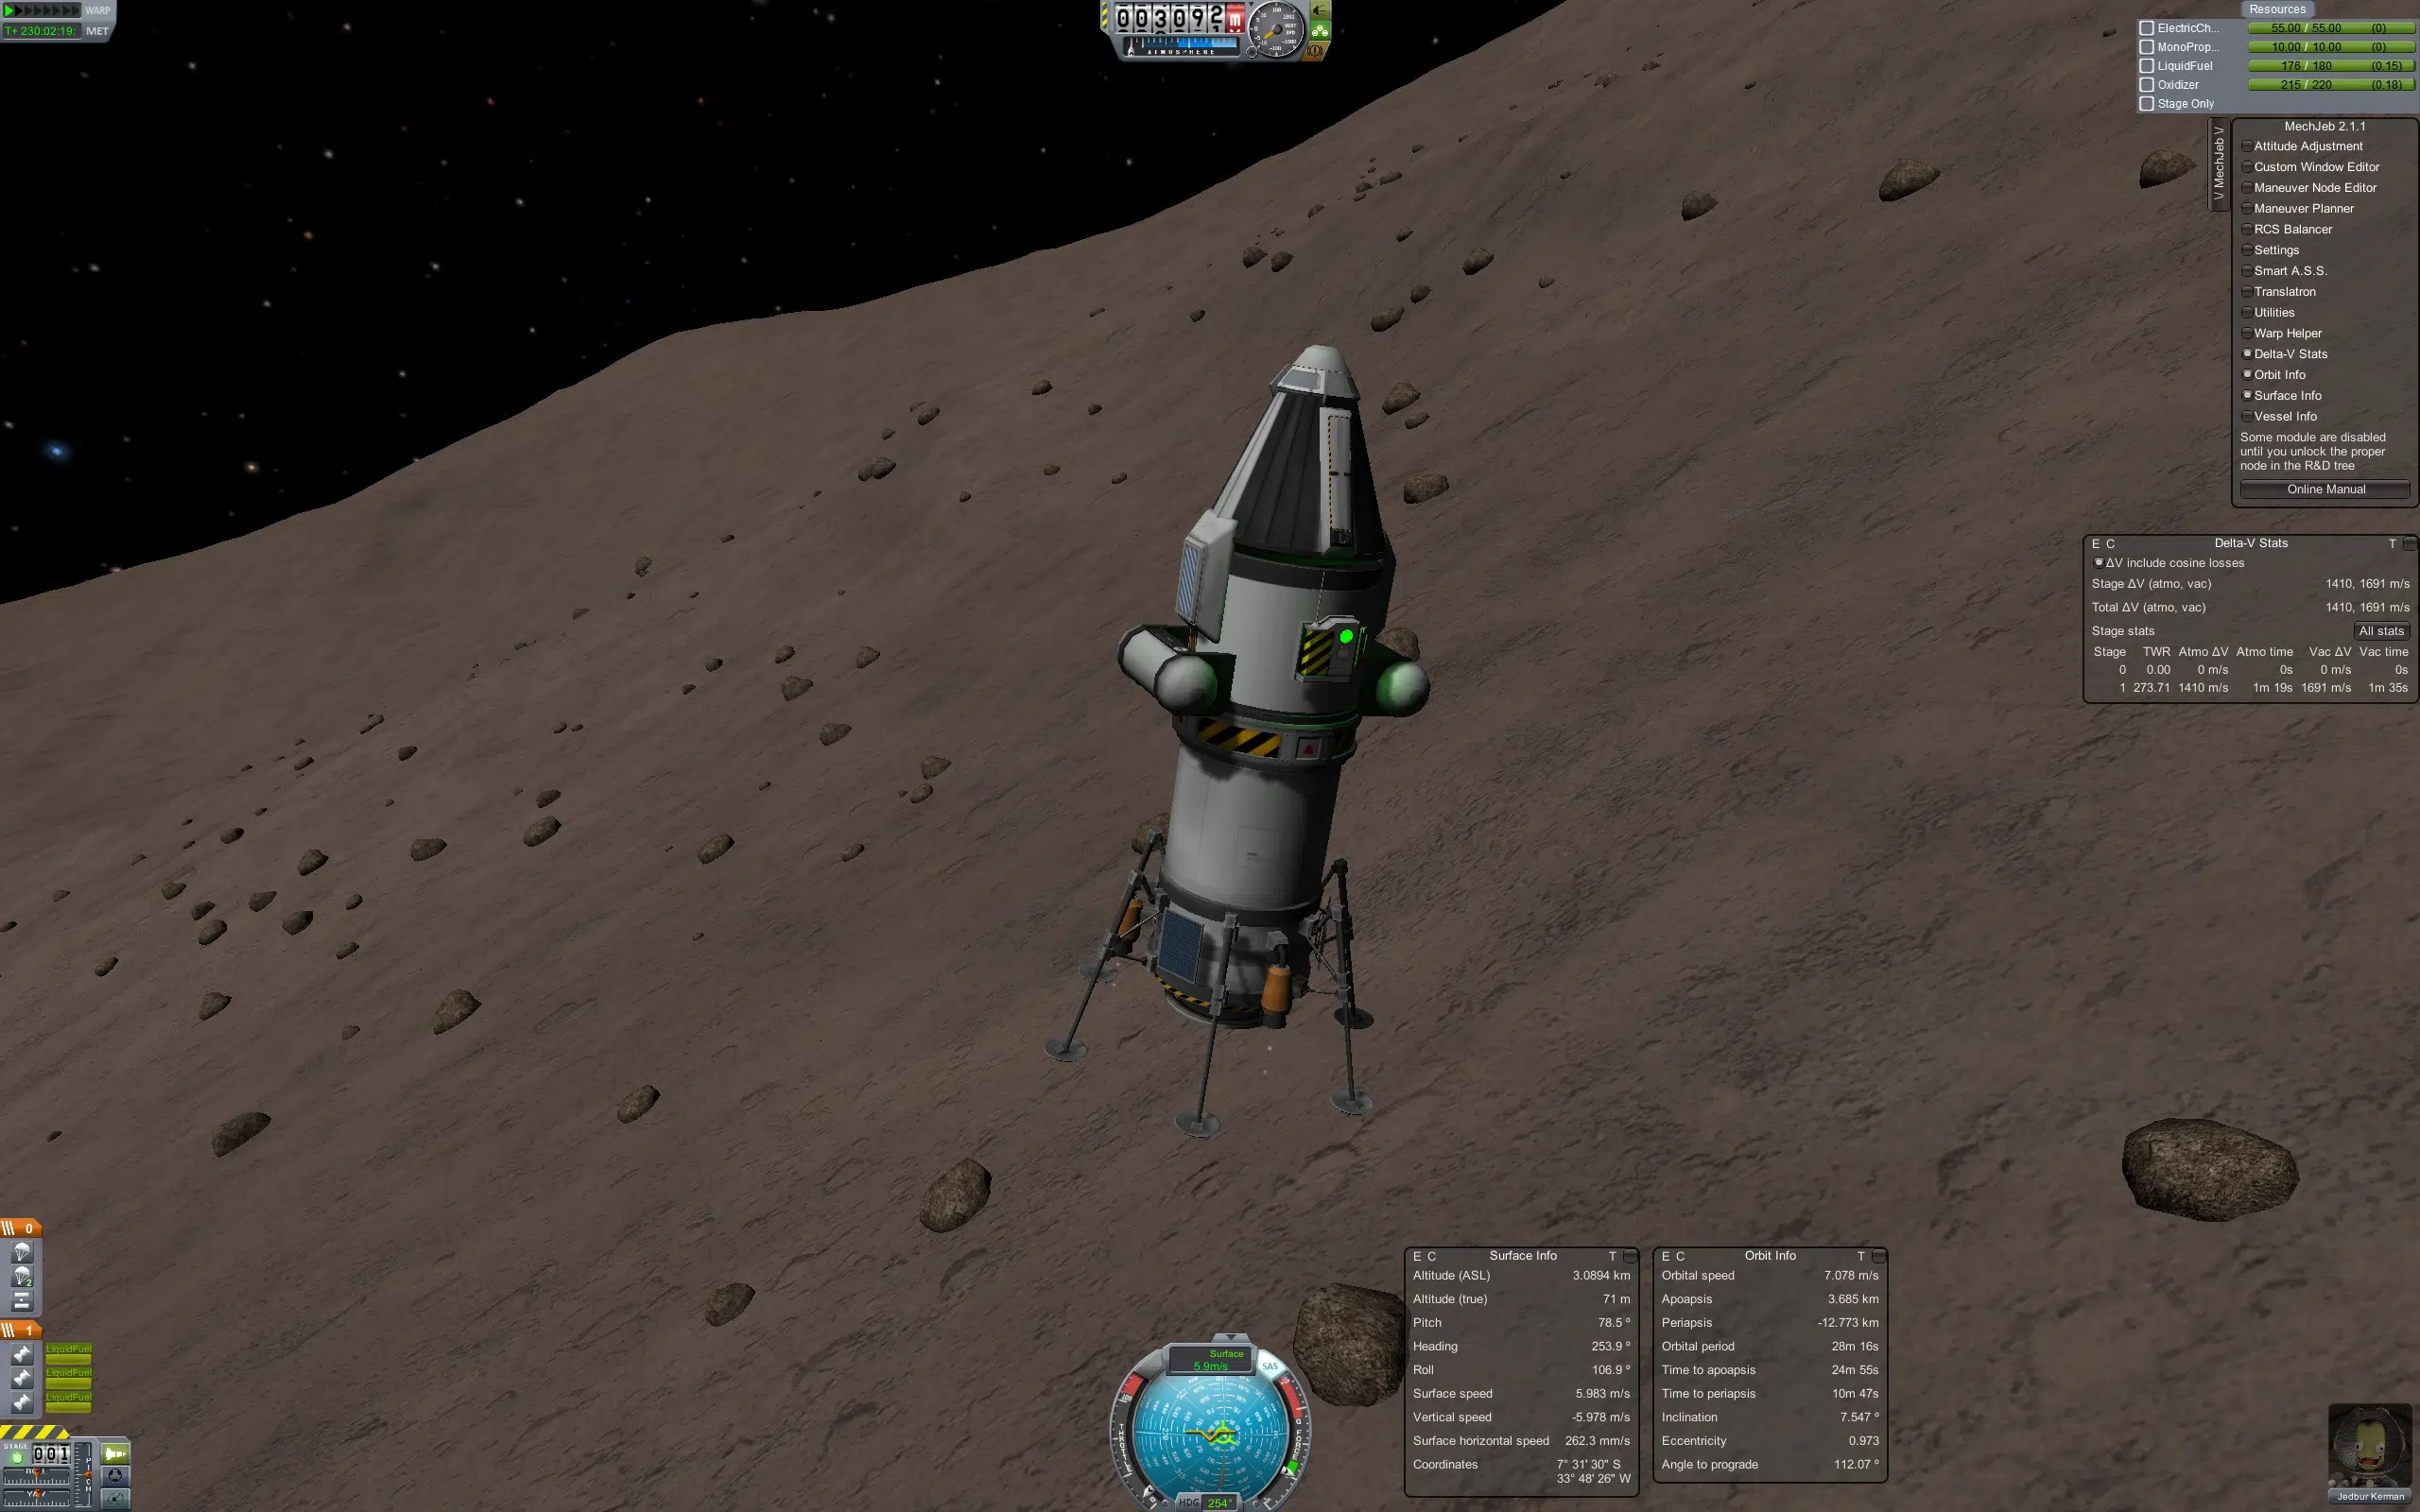 WARP
T+ 230:02:19:
MET
003092m
ATMOSPHERE
Resources
ElectricCh... 55.00 / 55.00 (0)
MonoProp... 10.00 / 10.00 (0)
LiquidFuel 176 / 180 (0.15)
Oxidizer 215 / 220 (0.18)
Stage Only
V MechJeb V
MechJeb 2.1.1
Attitude Adjustment
Custom Window Editor
Maneuver Node Editor
Maneuver Planner
RCS Balancer
Settings
Smart A.S.S.
Translatron
Utilities
Warp Helper
Delta-V Stats
Orbit Info
Surface Info
Vessel Info
Some module are disabled
until you unlock the proper
node in the R&D tree
Online Manual
E C Delta-V Stats T
ΔV include cosine losses
Stage ΔV (atmo, vac) 1410, 1691 m/s
Total ΔV (atmo, vac) 1410, 1691 m/s
Stage stats All stats
Stage TWR Atmo ΔV Atmo time Vac ΔV Vac time
0 0.00 0 m/s 0s 0 m/s 0s
1 273.71 1410 m/s 1m 19s 1691 m/s 1m 35s
0
2
1
LiquidFuel
LiquidFuel
LiquidFuel
STAGE
001
E C Surface Info T
Altitude (ASL) 3.0894 km
Altitude (true) 71 m
Pitch 78.5 º
Heading 253.9 º
Roll 106.9 º
Surface speed 5.983 m/s
Vertical speed -5.978 m/s
Surface horizontal speed 262.3 mm/s
Coordinates 7° 31' 30" S
33° 48' 26" W
E C Orbit Info T
Orbital speed 7.078 m/s
Apoapsis 3.685 km
Periapsis -12.773 km
Orbital period 28m 16s
Time to apoapsis 24m 55s
Time to periapsis 10m 47s
Inclination 7.547 º
Eccentricity 0.973
Angle to prograde 112.07 º
Surface
5.9m/s
SAS
HDG 254°
Jedbur Kerman